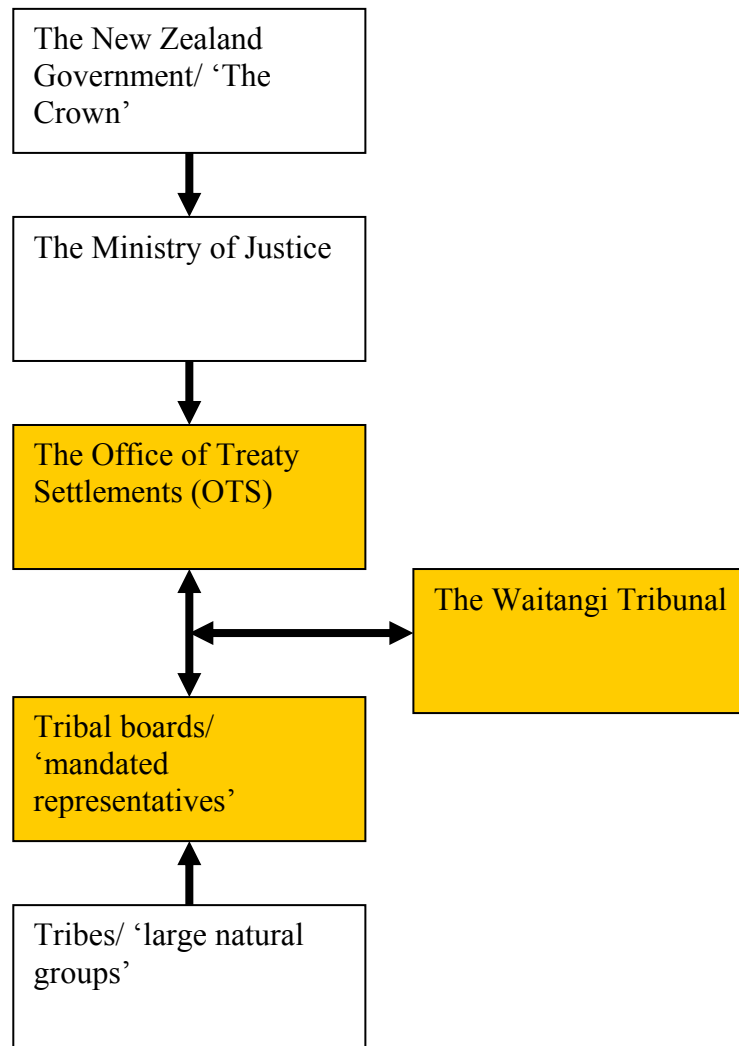 The New Zealand
Government/ ‘The
Crown’
The Ministry of Justice
The Office of Treaty
Settlements (OTS)
The Waitangi Tribunal
Tribal boards/
‘mandated
representatives’
Tribes/ ‘large natural
groups’